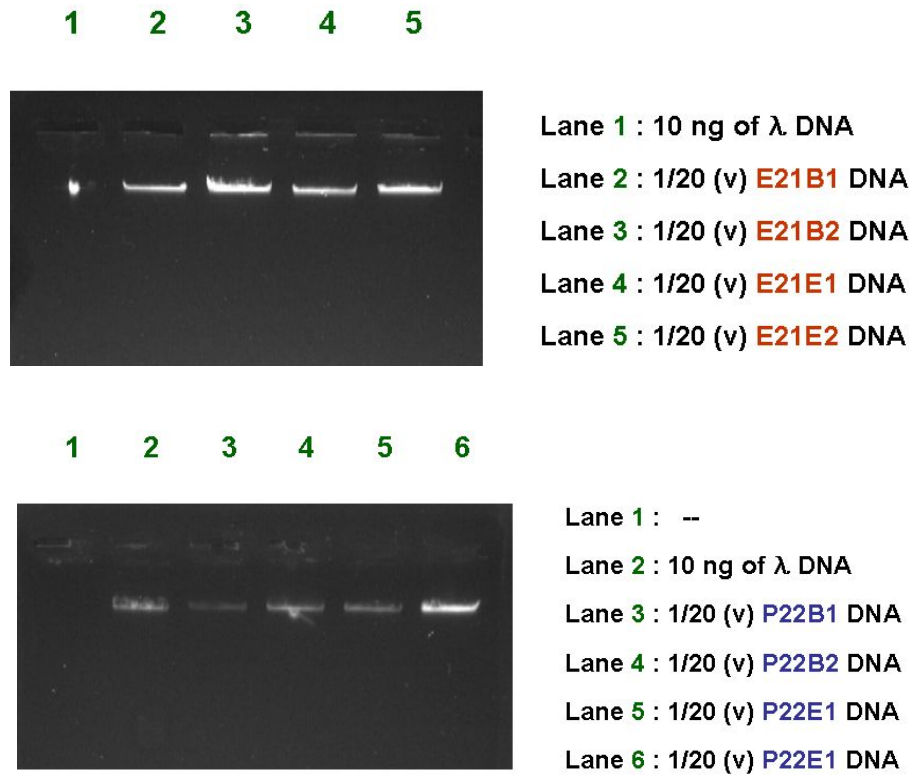 1 2 3 4 5
Lane 1 : 10 ng of λ DNA
Lane 2 : 1/20 (v) E21B1 DNA
Lane 3 : 1/20 (v) E21B2 DNA
Lane 4 : 1/20 (v) E21E1 DNA
Lane 5 : 1/20 (v) E21E2 DNA
1 2 3 4 5 6
Lane 1 : --
Lane 2 : 10 ng of λ DNA
Lane 3 : 1/20 (v) P22B1 DNA
Lane 4 : 1/20 (v) P22B2 DNA
Lane 5 : 1/20 (v) P22E1 DNA
Lane 6 : 1/20 (v) P22E1 DNA